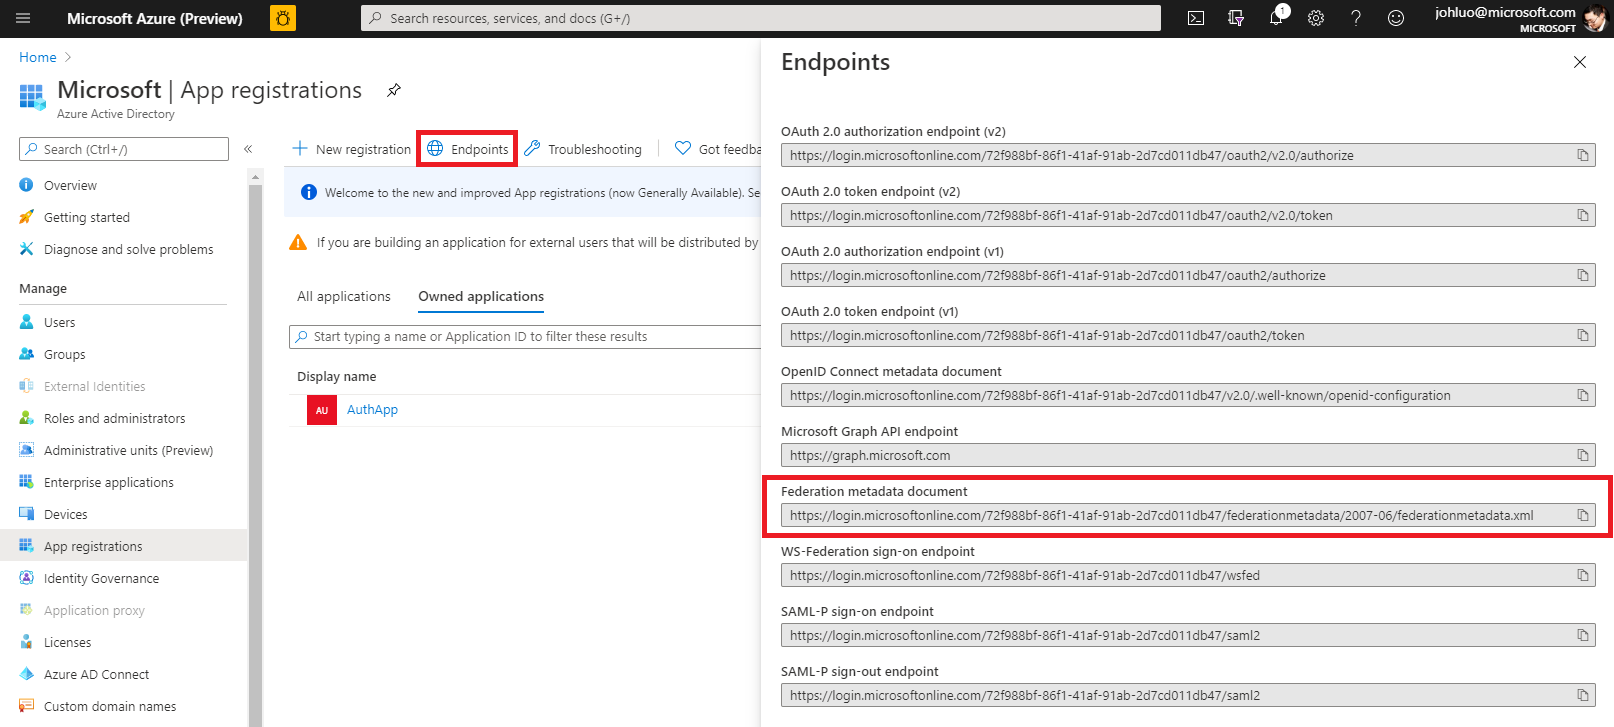 Microsoft Azure (Preview)
Search resources, services, and docs (G+/)
1
johluo@microsoft.com
MICROSOFT
Home
Microsoft | App registrations
Azure Active Directory
Search (Ctrl+/)
«
Overview
Getting started
Diagnose and solve problems
Manage
Users
Groups
External Identities
Roles and administrators
Administrative units (Preview)
Enterprise applications
Devices
App registrations
Identity Governance
Application proxy
Licenses
Azure AD Connect
Custom domain names
New registration
Endpoints
Troubleshooting
Got feedba
Welcome to the new and improved App registrations (now Generally Available). Se
If you are building an application for external users that will be distributed by
All applications
Owned applications
Start typing a name or Application ID to filter these results
Display name
AU
AuthApp
Endpoints
OAuth 2.0 authorization endpoint (v2)
https://login.microsoftonline.com/72f988bf-86f1-41af-91ab-2d7cd011db47/oauth2/v2.0/authorize
OAuth 2.0 token endpoint (v2)
https://login.microsoftonline.com/72f988bf-86f1-41af-91ab-2d7cd011db47/oauth2/v2.0/token
OAuth 2.0 authorization endpoint (v1)
https://login.microsoftonline.com/72f988bf-86f1-41af-91ab-2d7cd011db47/oauth2/authorize
OAuth 2.0 token endpoint (v1)
https://login.microsoftonline.com/72f988bf-86f1-41af-91ab-2d7cd011db47/oauth2/token
OpenID Connect metadata document
https://login.microsoftonline.com/72f988bf-86f1-41af-91ab-2d7cd011db47/v2.0/.well-known/openid-configuration
Microsoft Graph API endpoint
https://graph.microsoft.com
Federation metadata document
https://login.microsoftonline.com/72f988bf-86f1-41af-91ab-2d7cd011db47/federationmetadata/2007-06/federationmetadata.xml
WS-Federation sign-on endpoint
https://login.microsoftonline.com/72f988bf-86f1-41af-91ab-2d7cd011db47/wsfed
SAML-P sign-on endpoint
https://login.microsoftonline.com/72f988bf-86f1-41af-91ab-2d7cd011db47/saml2
SAML-P sign-out endpoint
https://login.microsoftonline.com/72f988bf-86f1-41af-91ab-2d7cd011db47/saml2